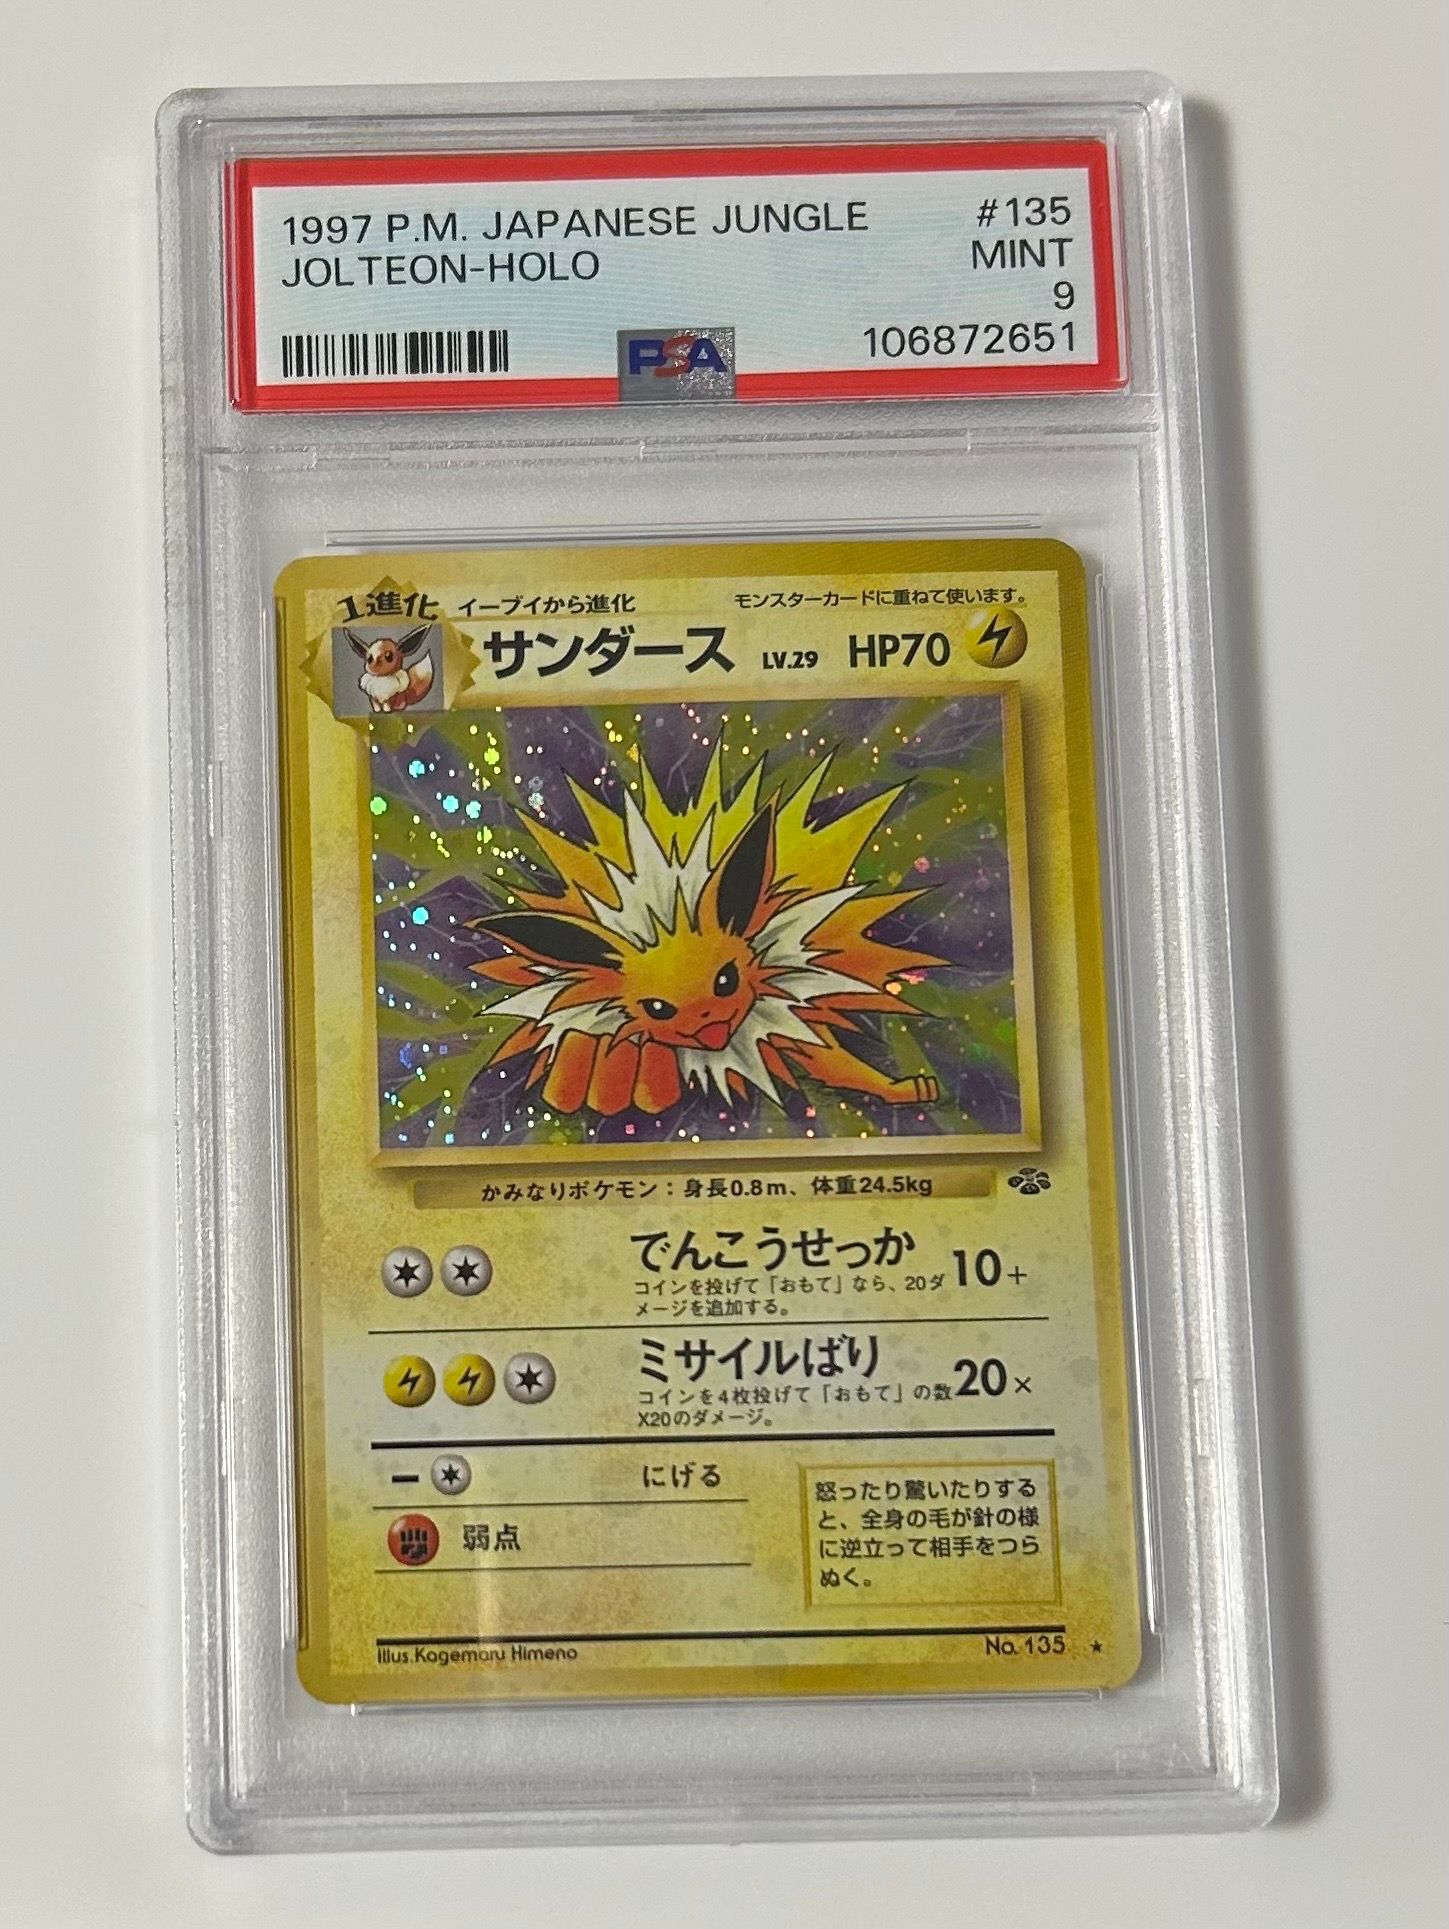 1997 P.M. JAPANESE JUNGLE #135
JOLTEON-HOLO MINT
9
PSA 106872651
1進化 イーブイから進化 モンスターカードに重ねて使います。
サンダース LV.29 HP70
かみなりポケモン：身長0.8m、体重24.5kg
でんこうせっか 10+
コインを投げて「おもて」なら、20ダ
メージを追加する。
ミサイルばり 20×
コインを4枚投げて「おもて」の数
X20のダメージ。
− にげる
弱点
怒ったり驚いたりする
と、全身の毛が針の様
に逆立って相手をつら
ぬく。
Illus.Kagemaru Himeno No. 135 ★